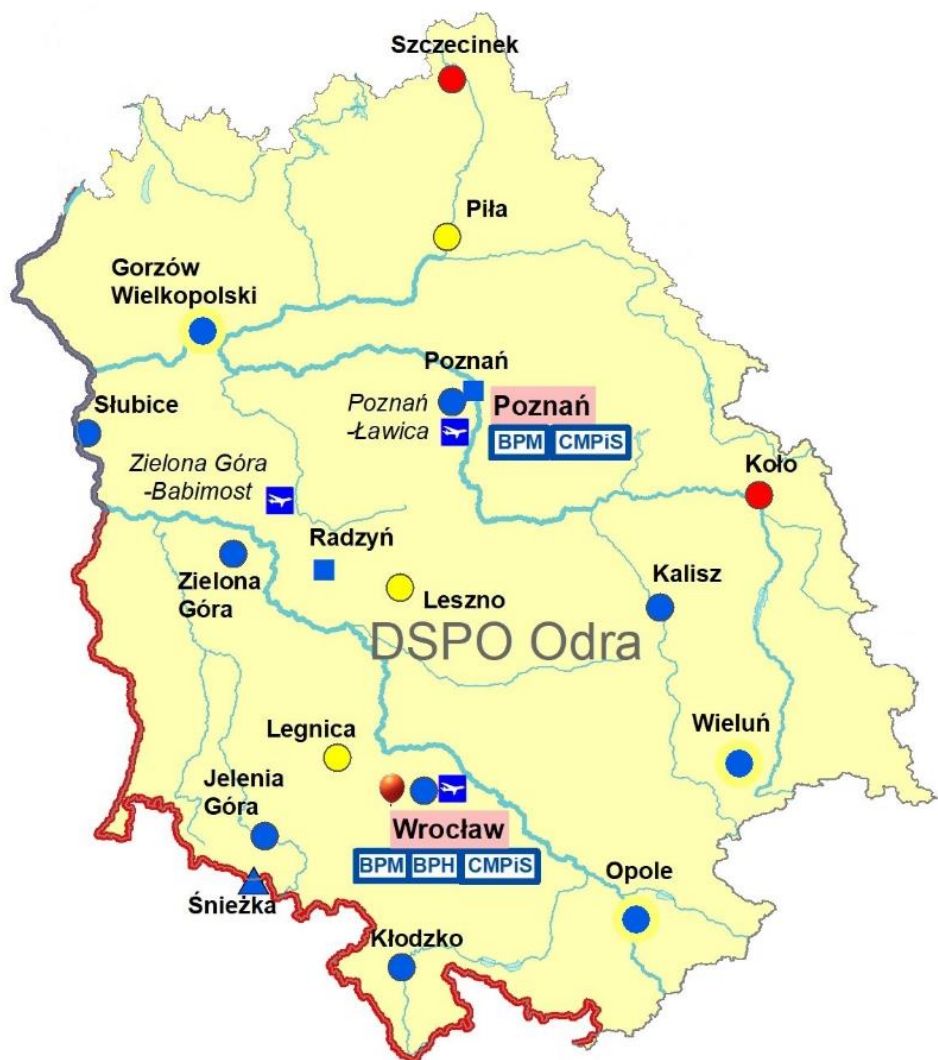 Szczecinek
Piła
Gorzów
Wielkopolski
Poznań
Słubice
Poznań
-Ławica
Poznań
BPM CMPiS
Zielona Góra
-Babimost
Koło
Radzyń
Zielona
Góra
Leszno
Kalisz
DSPO Odra
Legnica
Wieluń
Jelenia
Góra
Wrocław
BPM BPH CMPiS
Śnieżka
Opole
Kłodzko